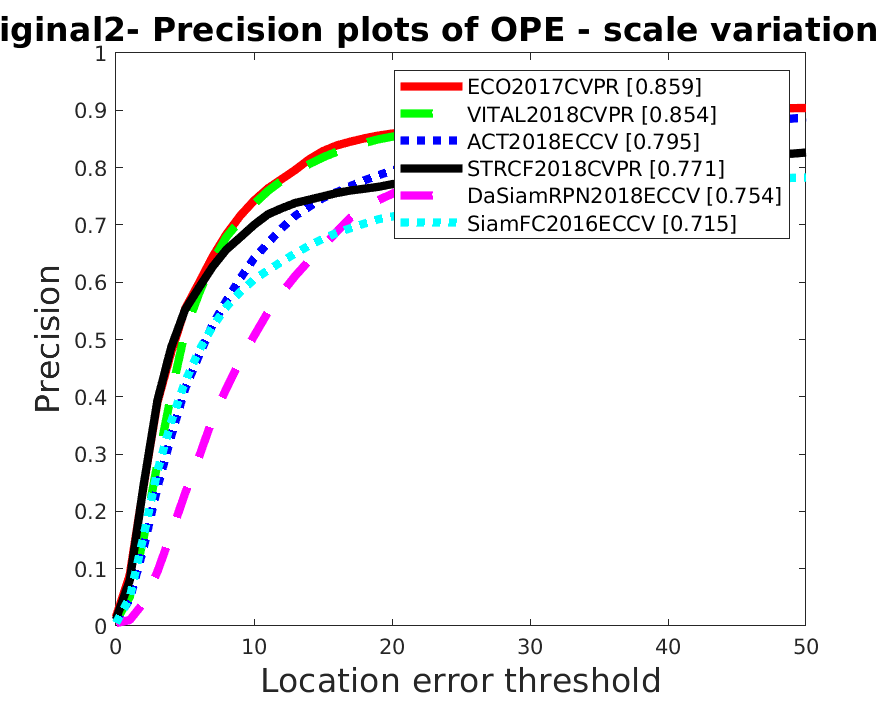 iginal2- Precision plots of OPE - scale variation
1
0.9
0.8
0.7
0.6
0.5
0.4
0.3
0.2
0.1
0
Precision
ECO2017CVPR [0.859]
VITAL2018CVPR [0.854]
ACT2018ECCV [0.795]
STRCF2018CVPR [0.771]
DaSiamRPN2018ECCV [0.754]
SiamFC2016ECCV [0.715]
0 10 20 30 40 50
Location error threshold